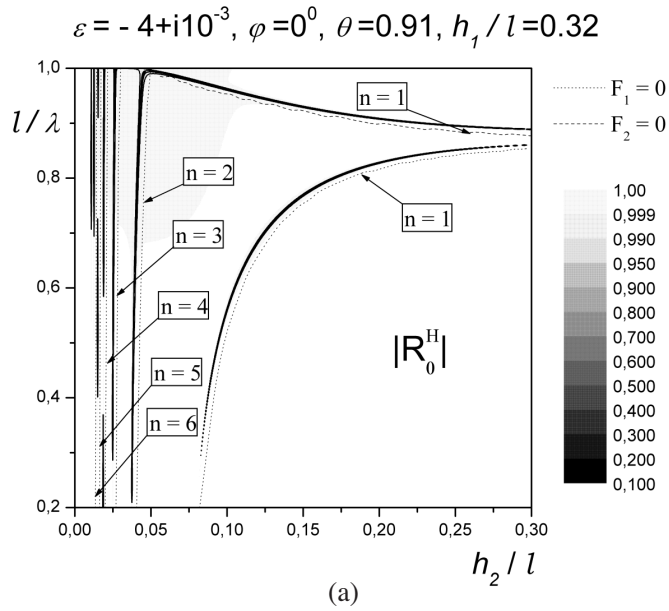 ε = - 4+i10⁻³, φ=0⁰, θ=0.91, h₁/l=0.32
1,0
l/λ
0,8
0,6
0,4
0,2
0,00
0,05
0,10
0,15
0,20
0,25
0,30
h₂/l
n = 1
n = 2
n = 1
n = 3
n = 4
n = 5
n = 6
|R₀ᴴ|
F₁ = 0
F₂ = 0
1,00
0,999
0,990
0,950
0,900
0,800
0,700
0,600
0,500
0,400
0,300
0,200
0,100
(a)